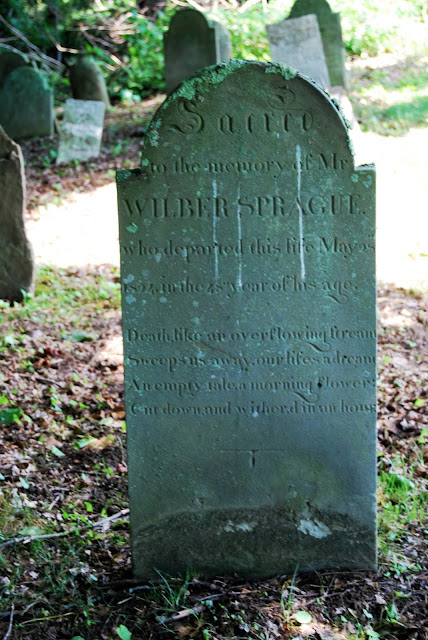 Sacred
to the memory of Mr
WILBER SPRAGUE.
who departed this life May
in the 48 year of his age.
Death, like an overflowing stream
Sweeps us away, our life's a dream
An empty tale, a morning flower
Cut down and wither'd in an hour